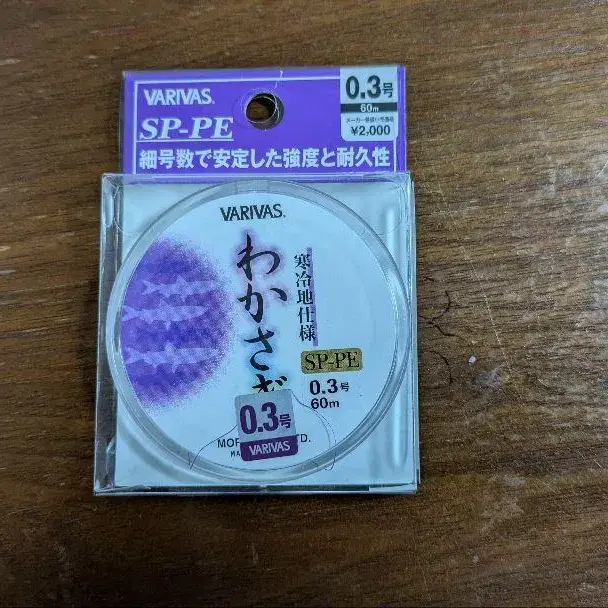 VARIVAS.
SP-PE
細号数で安定した強度と耐久性
0.3号
60m
¥2,000
VARIVAS.
わかさぎ
寒冷地仕様
SP-PE
0.3号
60m
0.3号
VARIVAS